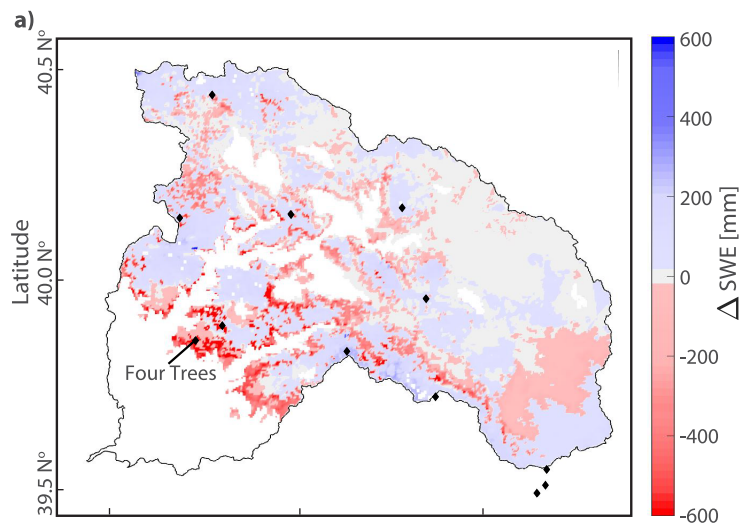 a)
40.5 N°
40.0 N°
39.5 N°
Latitude
Four Trees
600
400
200
0
-200
-400
-600
Δ SWE [mm]